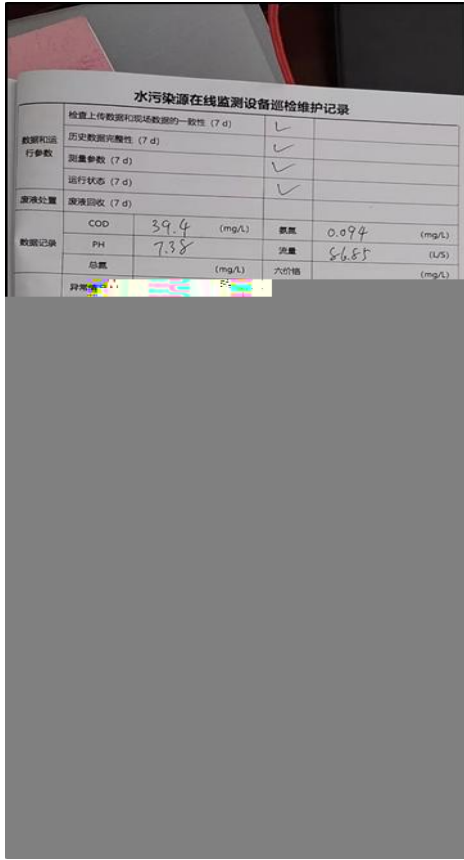 水污染源在线监测设备巡检维护记录
数据和运行参数 检查上传数据和现场数据的一致性 (7 d) ✓
历史数据完整性 (7 d) ✓
测量参数 (7 d) ✓
运行状态 (7 d) ✓
废液处置 废液回收 (7 d)
数据记录 COD 39.4 (mg/L) 氨氮 0.094 (mg/L)
PH 7.38 流量 86.85 (L/S)
总氮 (mg/L) 六价铬 (mg/L)
异常情